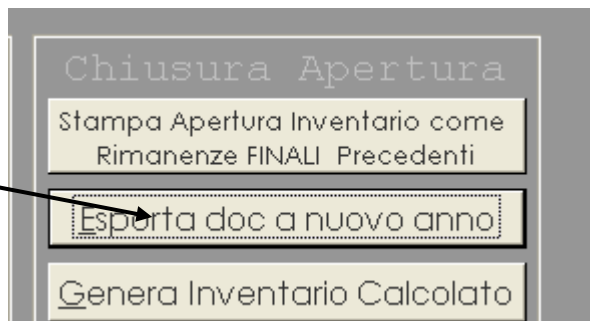 Chiusura Apertura
Stampa Apertura Inventario come
Rimanenze FINALI Precedenti
Esporta doc a nuovo anno
Genera Inventario Calcolato